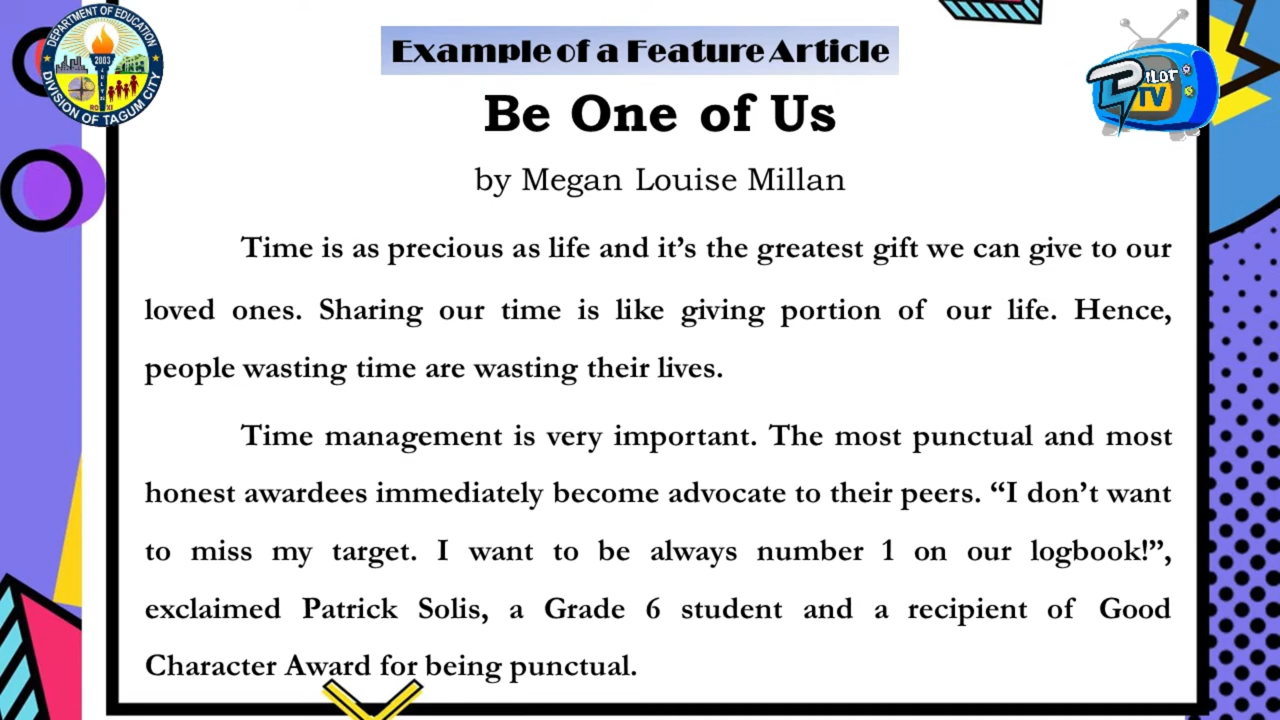 DEPARTMENT OF EDUCATION
2003
RO XI
DIVISION OF TAGUM CITY
Example of a Feature Article
PiLOT
TV
Be One of Us
by Megan Louise Millan
Time is as precious as life and it’s the greatest gift we can give to our
loved ones. Sharing our time is like giving portion of our life. Hence,
people wasting time are wasting their lives.
Time management is very important. The most punctual and most
honest awardees immediately become advocate to their peers. “I don’t want
to miss my target. I want to be always number 1 on our logbook!”,
exclaimed Patrick Solis, a Grade 6 student and a recipient of Good
Character Award for being punctual.